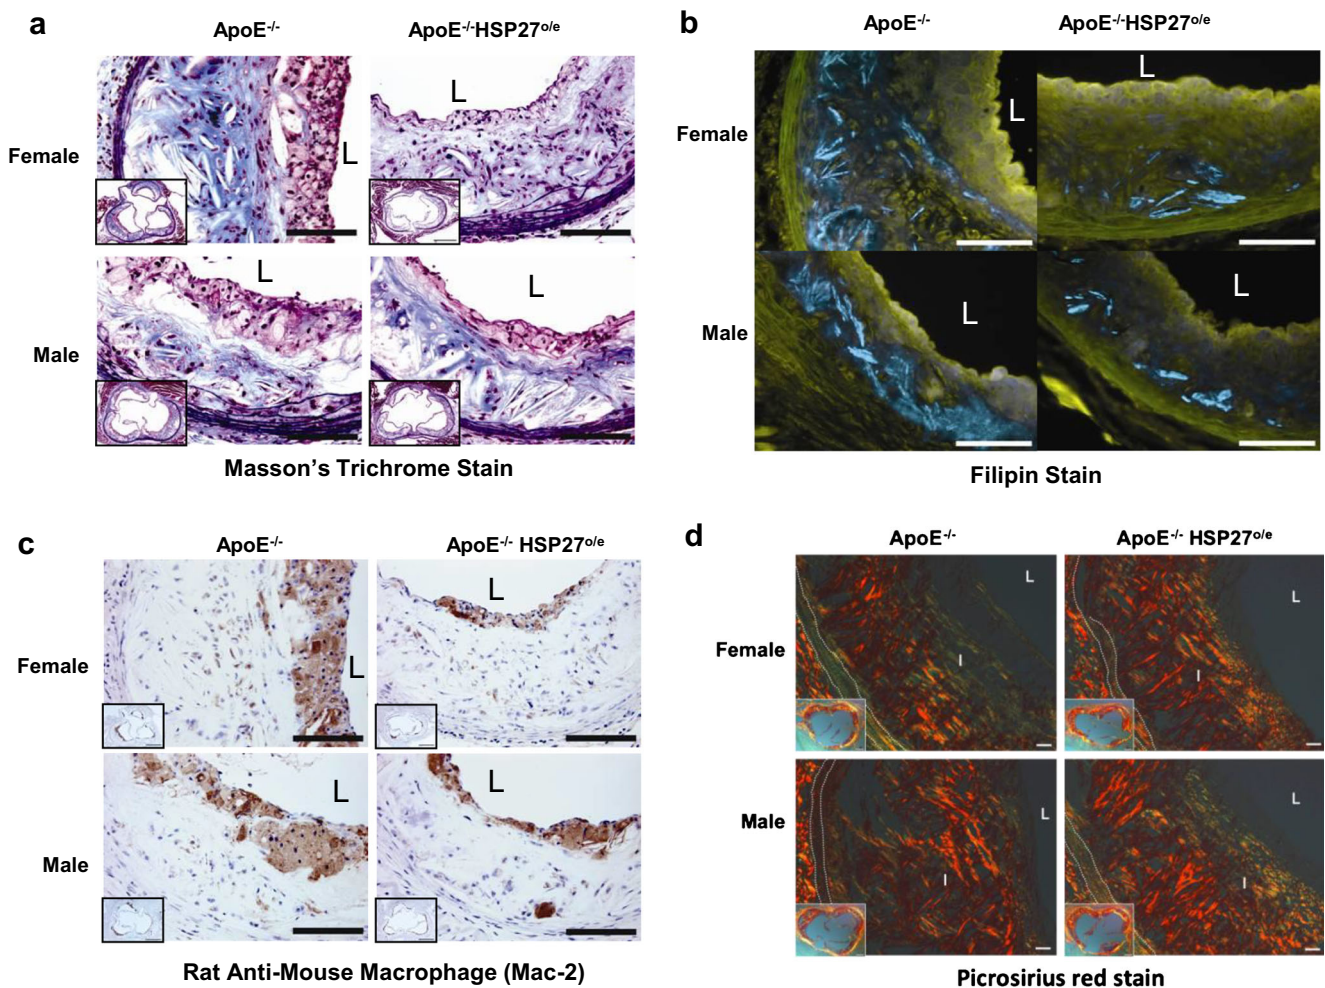 a
ApoE-/-
ApoE-/-HSP27o/e
Female
L
L
Male
L
L
Masson's Trichrome Stain
b
ApoE-/-
ApoE-/-HSP27o/e
Female
L
L
Male
L
L
Filipin Stain
c
ApoE-/-
ApoE-/- HSP27o/e
Female
L
L
Male
L
L
Rat Anti-Mouse Macrophage (Mac-2)
d
ApoE-/-
ApoE-/- HSP27o/e
Female
L
I
L
I
Male
L
I
L
I
Picrosirius red stain